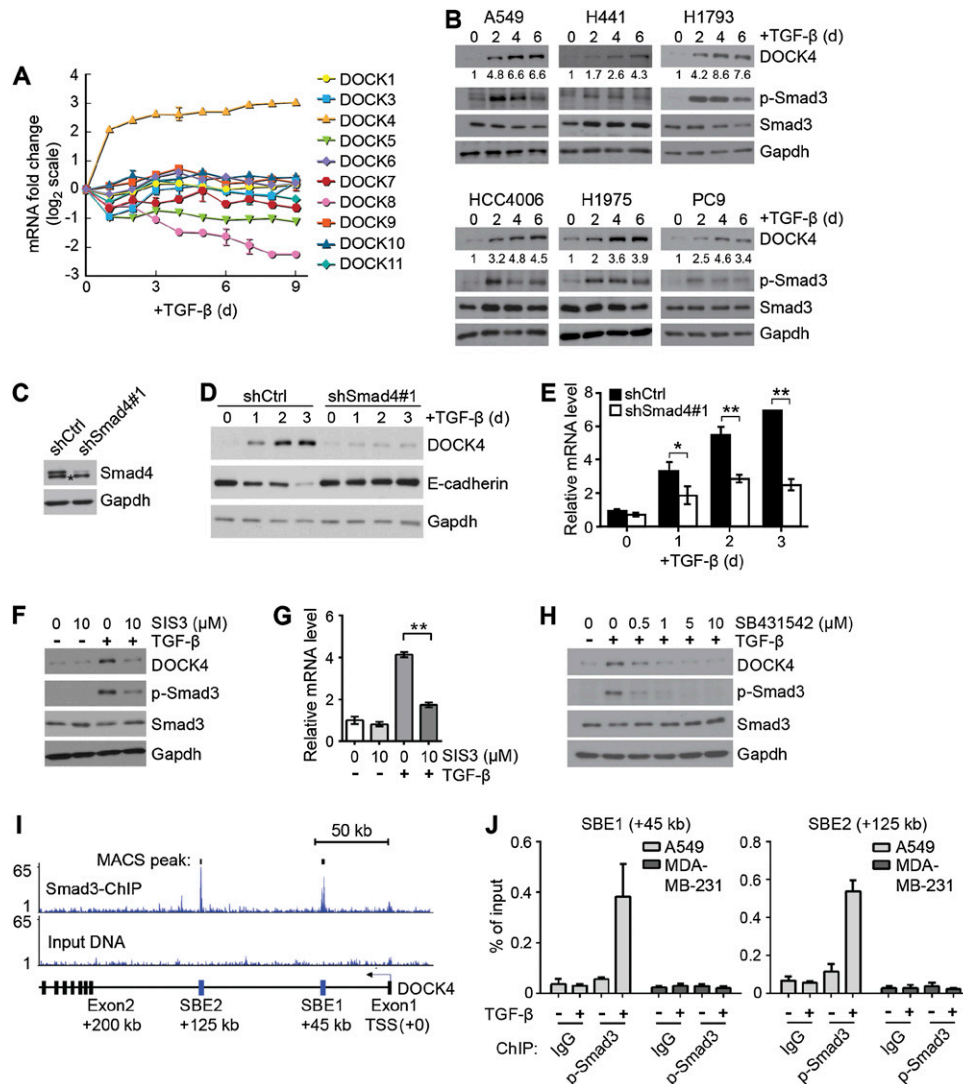 A
mRNA fold change
(log2 scale)
4
3
2
1
0
-1
-2
-3
0 3 6 9
+TGF-β (d)
DOCK1
DOCK3
DOCK4
DOCK5
DOCK6
DOCK7
DOCK8
DOCK9
DOCK10
DOCK11
B
A549 H441 H1793
0 2 4 6 0 2 4 6 0 2 4 6 +TGF-β (d)
DOCK4
1 4.8 6.6 6.6 1 1.7 2.6 4.3 1 4.2 8.6 7.6
p-Smad3
Smad3
Gapdh
HCC4006 H1975 PC9
0 2 4 6 0 2 4 6 0 2 4 6 +TGF-β (d)
DOCK4
1 3.2 4.8 4.5 1 2 3.6 3.9 1 2.5 4.6 3.4
p-Smad3
Smad3
Gapdh
C
shCtrl
shSmad4#1
Smad4
*
Gapdh
D
shCtrl shSmad4#1
0 1 2 3 0 1 2 3 +TGF-β (d)
DOCK4
E-cadherin
Gapdh
E
Relative mRNA level
8
6
4
2
0
shCtrl
shSmad4#1
* ** **
0 1 2 3
+TGF-β (d)
F
0 10 0 10 SIS3 (μM)
- - + + TGF-β
DOCK4
p-Smad3
Smad3
Gapdh
G
Relative mRNA level
6
4
2
0
**
0 10 0 10 SIS3 (μM)
- - + + TGF-β
H
0 0 0.5 1 5 10 SB431542 (μM)
- + + + + + TGF-β
DOCK4
p-Smad3
Smad3
Gapdh
I
50 kb
MACS peak:
65
Smad3-ChIP
1
65
Input DNA
1
DOCK4
Exon2 SBE2 SBE1 Exon1
+200 kb +125 kb +45 kb TSS (+0)
J
SBE1 (+45 kb)
% of input
0.6
0.4
0.2
0
A549
MDA-
MB-231
TGF-β - + - + - + - +
ChIP: IgG p-Smad3 IgG p-Smad3
SBE2 (+125 kb)
0.8
0.6
0.4
0.2
0
A549
MDA-
MB-231
- + - + - + - +
IgG p-Smad3 IgG p-Smad3